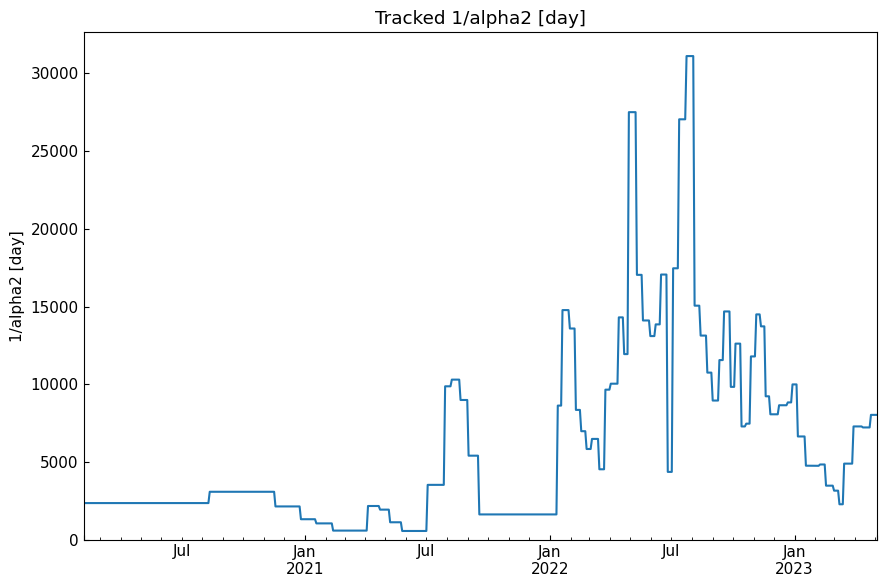 Tracked 1/alpha2 [day]
1/alpha2 [day]
30000
25000
20000
15000
10000
5000
0
Jul
Jan
2021
Jul
Jan
2022
Jul
Jan
2023